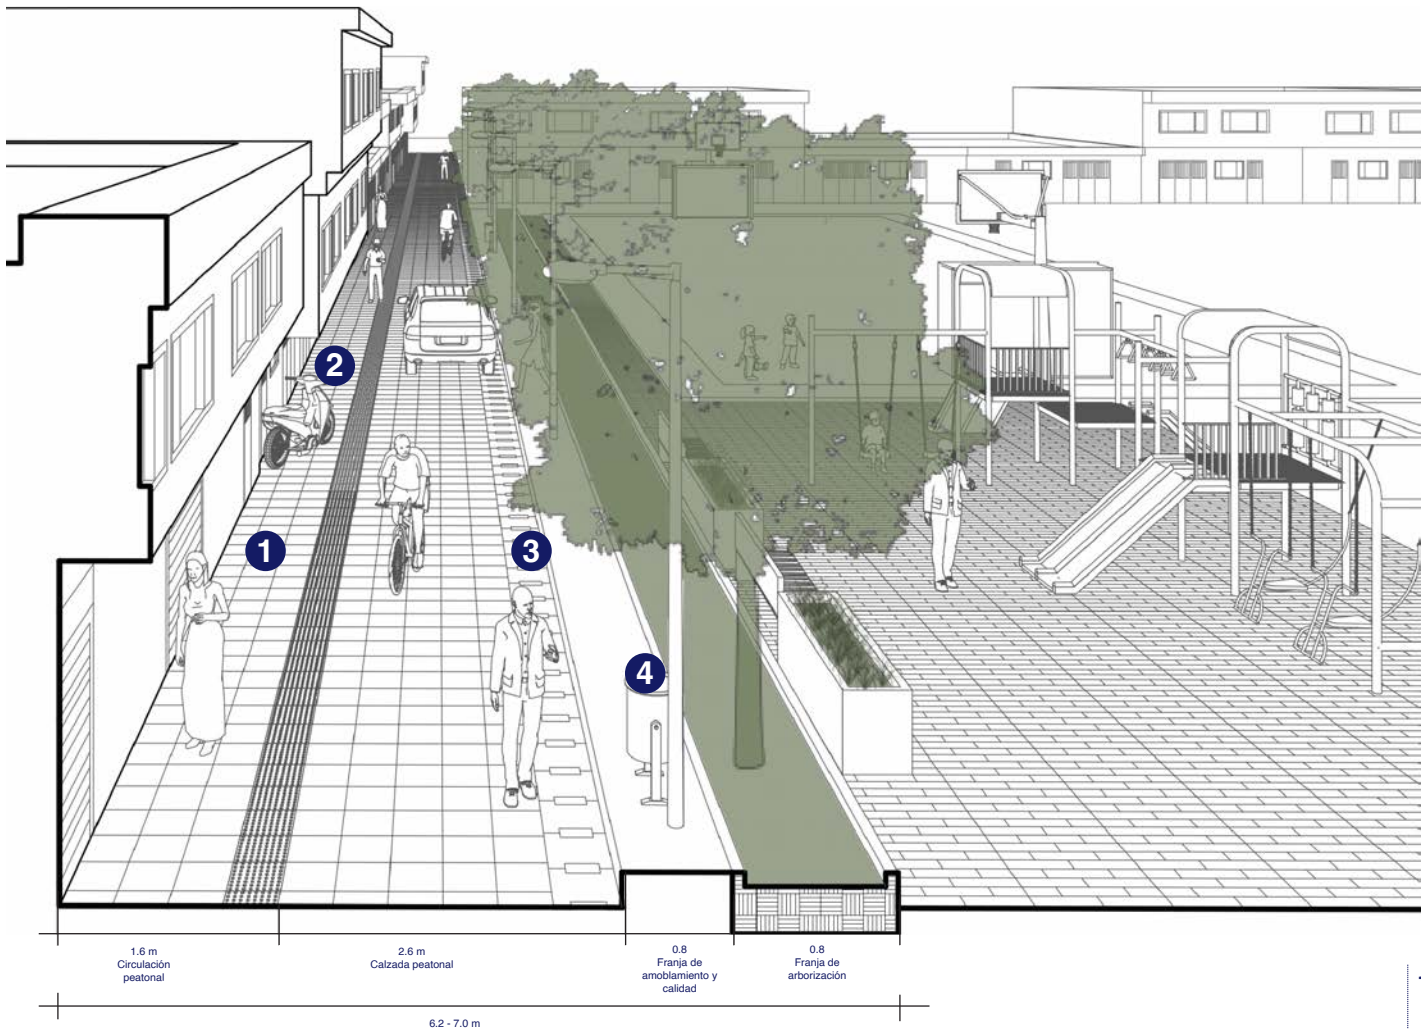 2
1
3
4
1.6 m
Circulación
peatonal
2.6 m
Calzada peatonal
0.8
Franja de
amoblamiento y
calidad
0.8
Franja de
arborización
6.2 - 7.0 m